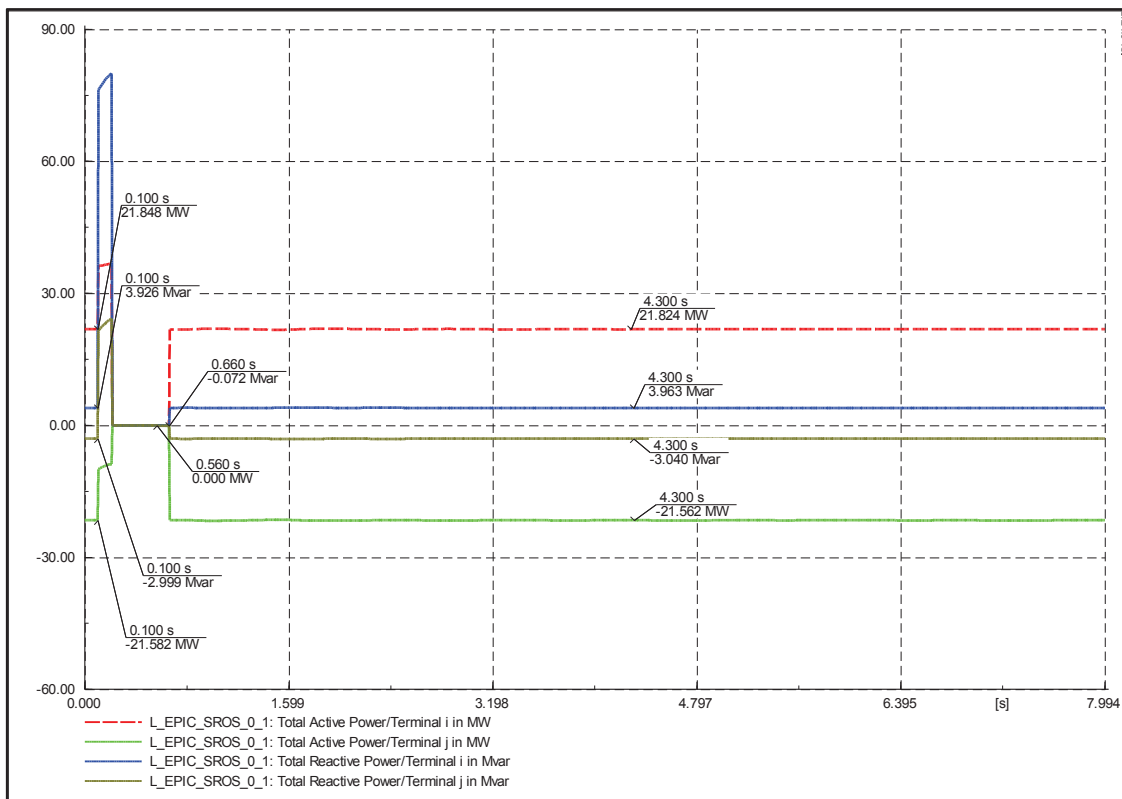 90.00
60.00
30.00
0.00
-30.00
-60.00
0.000
1.599
3.198
4.797
6.395
[s]
7.994
0.100 s
21.848 MW
0.100 s
3.926 Mvar
4.300 s
21.824 MW
0.660 s
-0.072 Mvar
4.300 s
3.963 Mvar
0.560 s
0.000 MW
4.300 s
-3.040 Mvar
4.300 s
-21.562 MW
0.100 s
-2.999 Mvar
0.100 s
-21.582 MW
L_EPIC_SROS_0_1: Total Active Power/Terminal i in MW
L_EPIC_SROS_0_1: Total Active Power/Terminal j in MW
L_EPIC_SROS_0_1: Total Reactive Power/Terminal i in Mvar
L_EPIC_SROS_0_1: Total Reactive Power/Terminal j in Mvar